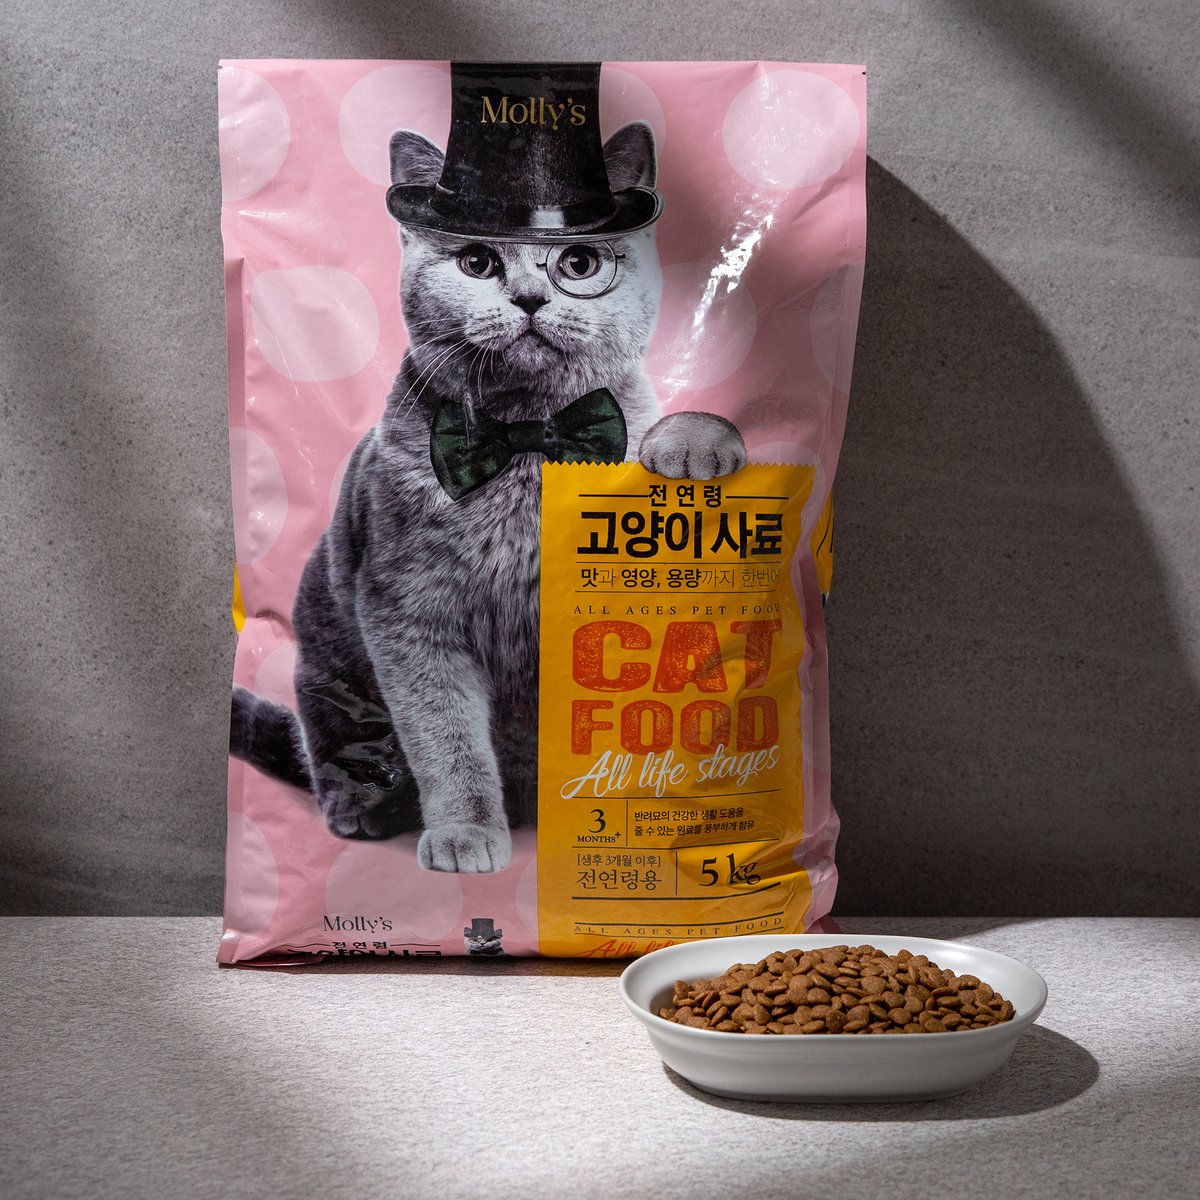 Molly's
전연령
고양이 사료
맛과 영양, 용량까지 한번에
ALL AGES PET FOOD
CAT
FOOD
All life stages
3
MONTHS+
반려묘의 건강한 생활 도움을
줄 수 있는 원료를 풍부하게 함유
[생후 3개월 이후]
전연령용
5 kg
ALL AGES PET FOOD
Molly's
전연령